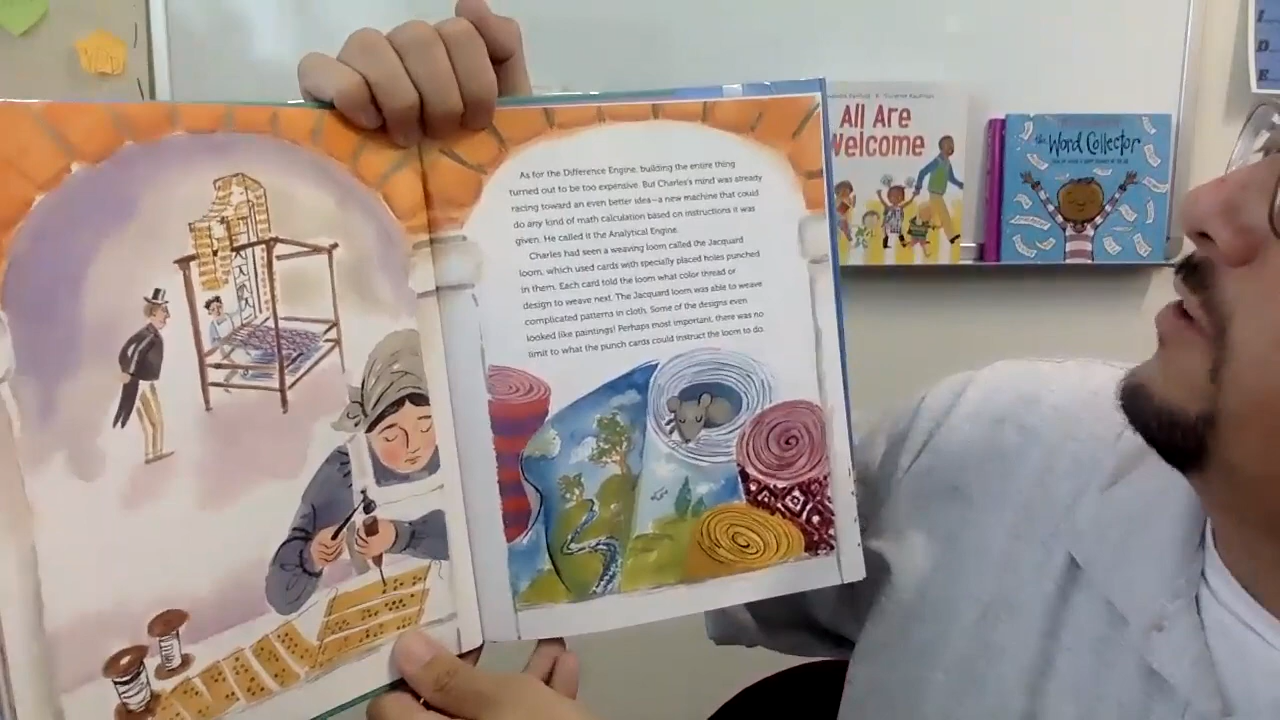 As for the Difference Engine, building the entire thing
turned out to be too expensive. But Charles's mind was already
racing toward an even better idea—a new machine that could
do any kind of math calculation based on instructions it was
given. He called it the Analytical Engine.
Charles had seen a weaving loom called the Jacquard
loom, which used cards with specially placed holes punched
in them. Each card told the loom what color thread or
design to weave next. The Jacquard loom was able to weave
complicated patterns in cloth. Some of the designs even
looked like paintings! Perhaps most important, there was no
limit to what the punch cards could instruct the loom to do.
All Are
Welcome
the Word Collector
I
D
E